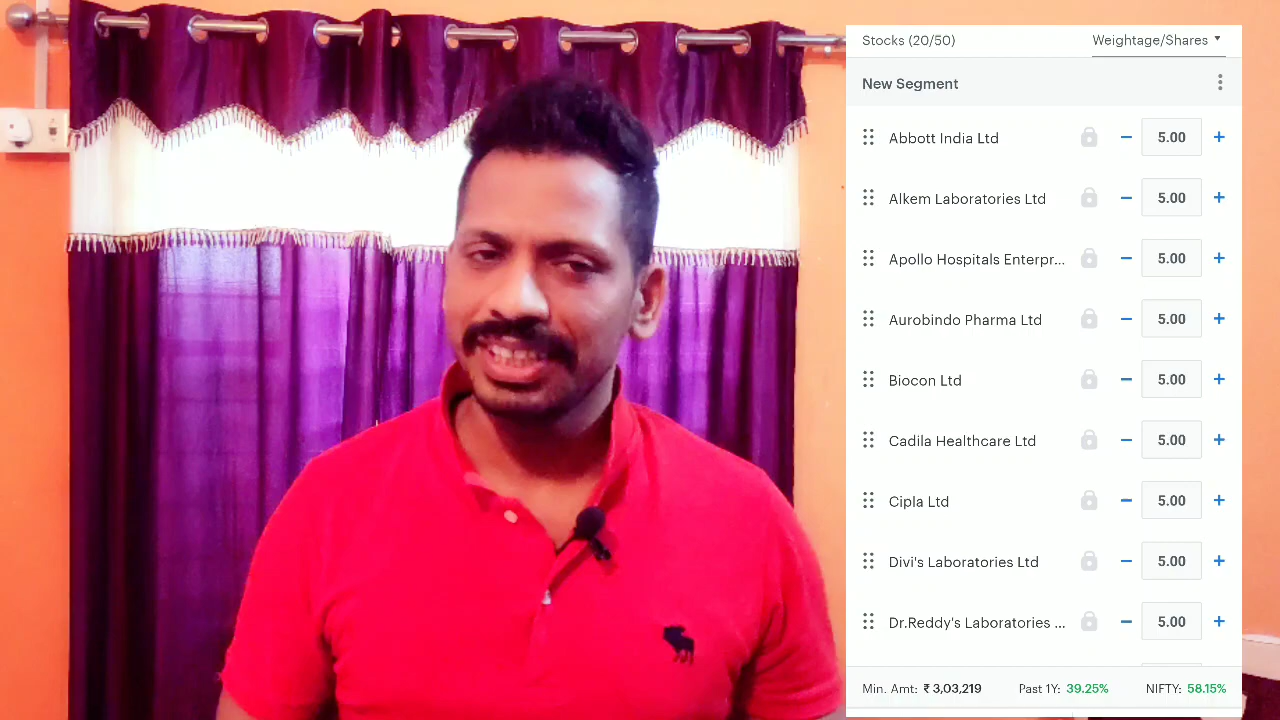 Stocks (20/50) Weightage/Shares
New Segment
Abbott India Ltd 5.00
Alkem Laboratories Ltd 5.00
Apollo Hospitals Enterpr... 5.00
Aurobindo Pharma Ltd 5.00
Biocon Ltd 5.00
Cadila Healthcare Ltd 5.00
Cipla Ltd 5.00
Divi's Laboratories Ltd 5.00
Dr.Reddy's Laboratories ... 5.00
Min. Amt: ₹ 3,03,219 Past 1Y: 39.25% NIFTY: 58.15%